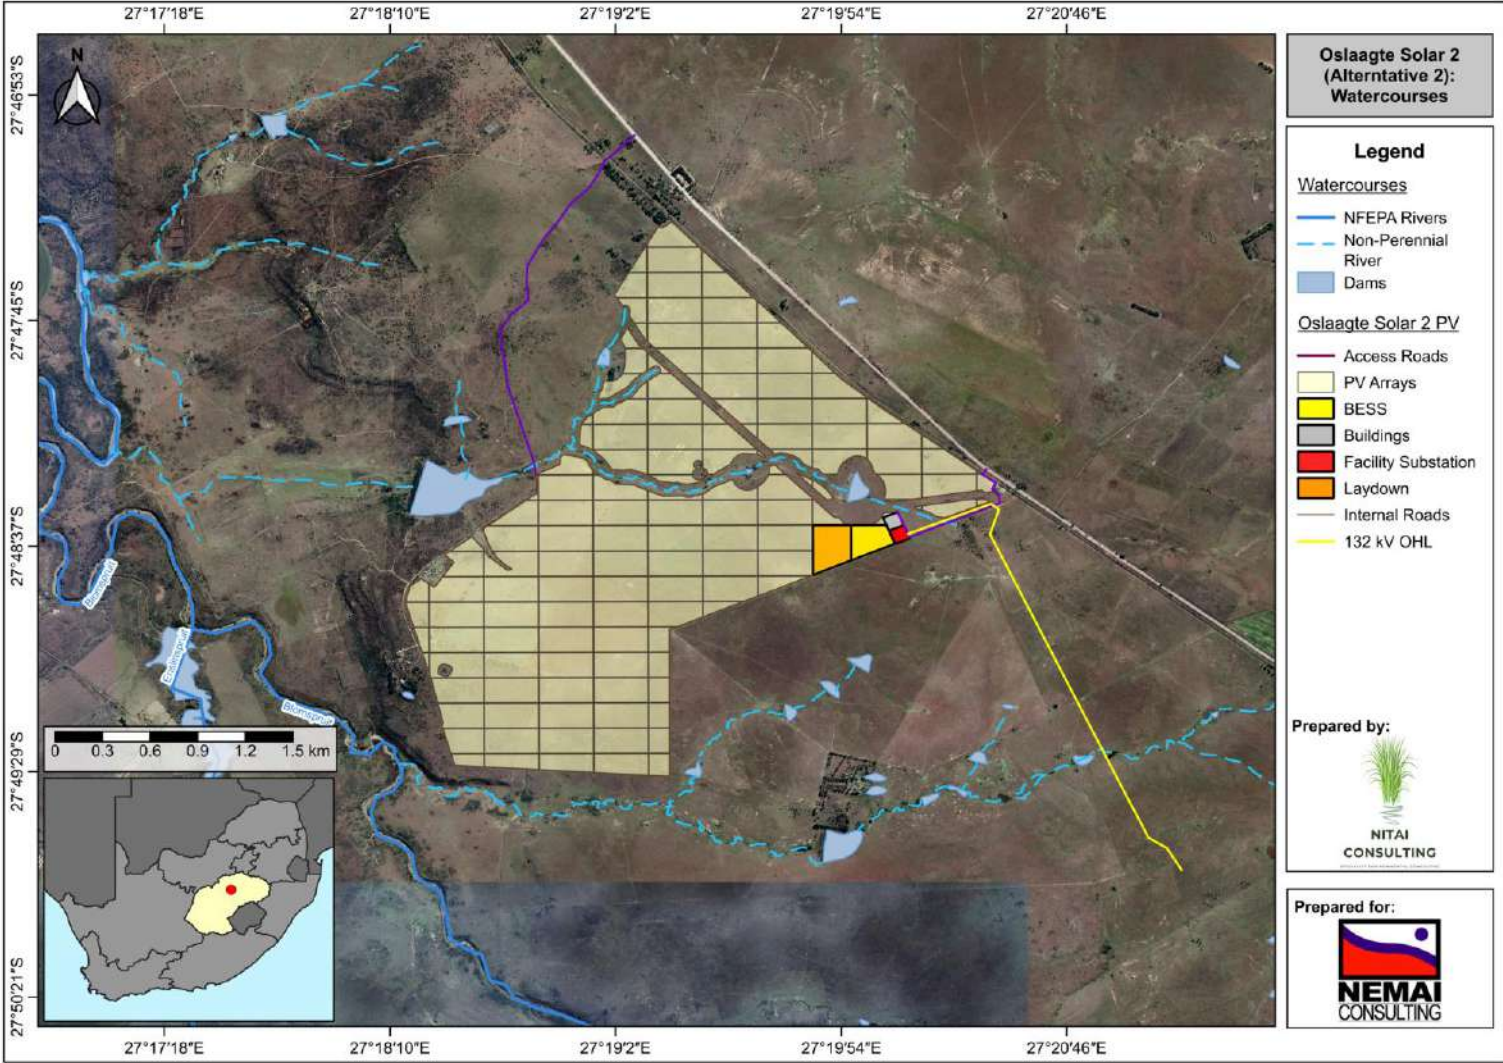 27°17'18"E
27°18'10"E
27°19'2"E
27°19'54"E
27°20'46"E
27°46'53"S
27°47'45"S
27°48'37"S
27°49'29"S
27°50'21"S
N
Blomspruit
Blomspruit
0 0.3 0.6 0.9 1.2 1.5 km
27°17'18"E
27°18'10"E
27°19'2"E
27°19'54"E
27°20'46"E
Oslaagte Solar 2
(Alterntative 2):
Watercourses
Legend
Watercourses
NFEPA Rivers
Non-Perennial
River
Dams
Oslaagte Solar 2 PV
Access Roads
PV Arrays
BESS
Buildings
Facility Substation
Laydown
Internal Roads
132 kV OHL
Prepared by:
NITAI
CONSULTING
Prepared for:
NEMAI
CONSULTING